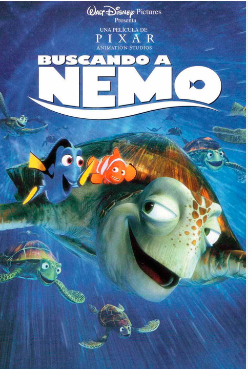 WALT DISNEY Pictures
Presenta
UNA PELÍCULA DE
PIXAR
ANIMATION STUDIOS
BUSCANDO A
NEMO